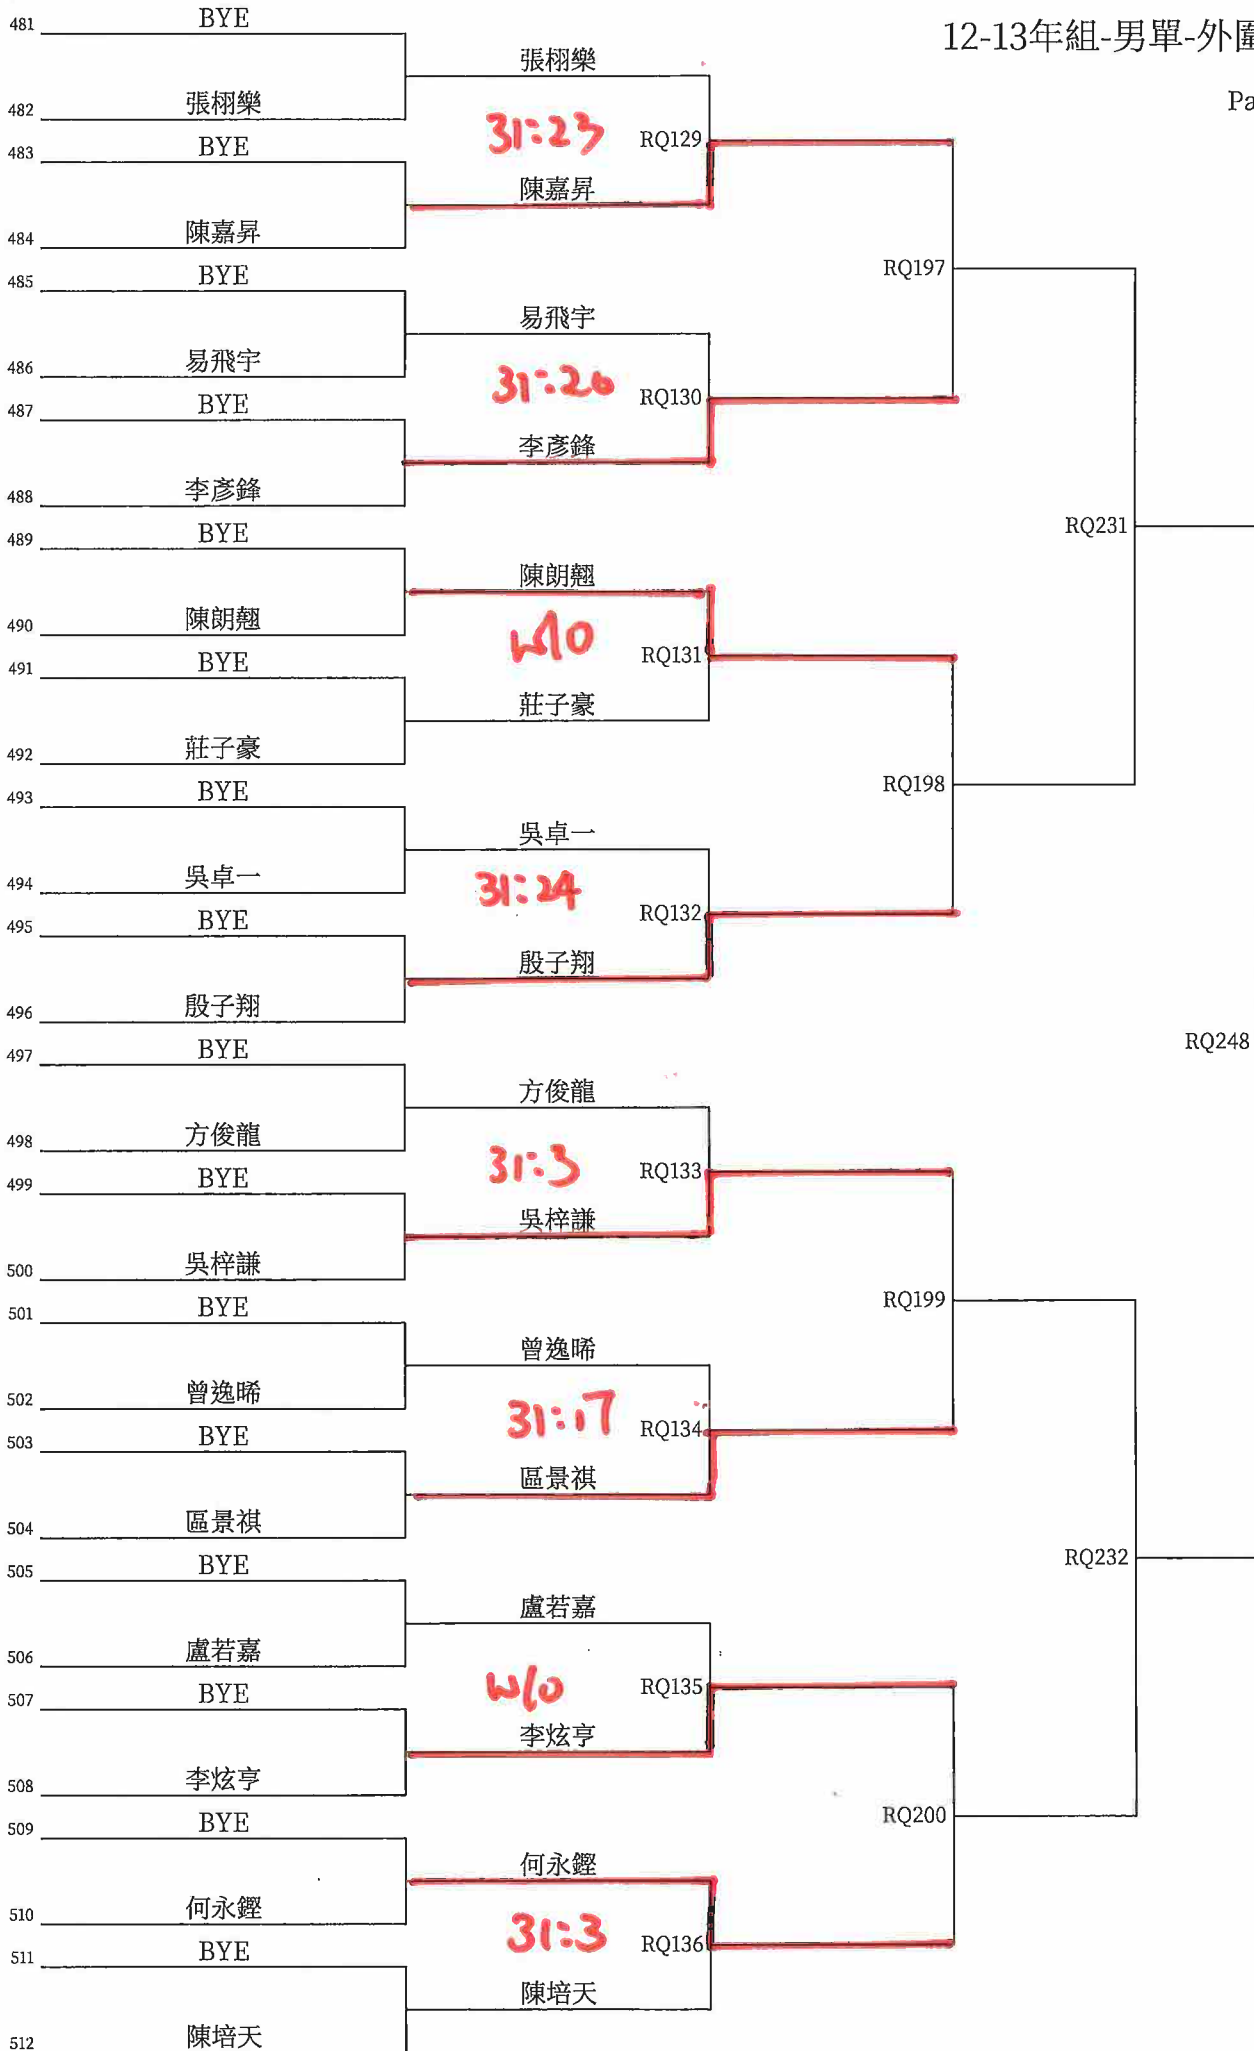 481 BYE
12-13年組-男單-外圍
張栩樂
Pa
482 張栩樂
31:23 RQ129
483 BYE
陳嘉昇
484 陳嘉昇
RQ197
485 BYE
易飛宇
486 易飛宇
31:20 RQ130
487 BYE
李彥鋒
488 李彥鋒
RQ231
489 BYE
陳朗翹
490 陳朗翹
W/O RQ131
491 BYE
莊子豪
492 莊子豪
RQ198
493 BYE
吳卓一
494 吳卓一
31:24 RQ132
495 BYE
殷子翔
496 殷子翔
RQ248
497 BYE
方俊龍
498 方俊龍
31:3 RQ133
499 BYE
吳梓謙
500 吳梓謙
RQ199
501 BYE
曾逸晞
502 曾逸晞
31:17 RQ134
503 BYE
區景祺
504 區景祺
RQ232
505 BYE
盧若嘉
506 盧若嘉
W/O RQ135
507 BYE
李炫亨
508 李炫亨
RQ200
509 BYE
何永鏗
510 何永鏗
31:3 RQ136
511 BYE
陳培天
512 陳培天